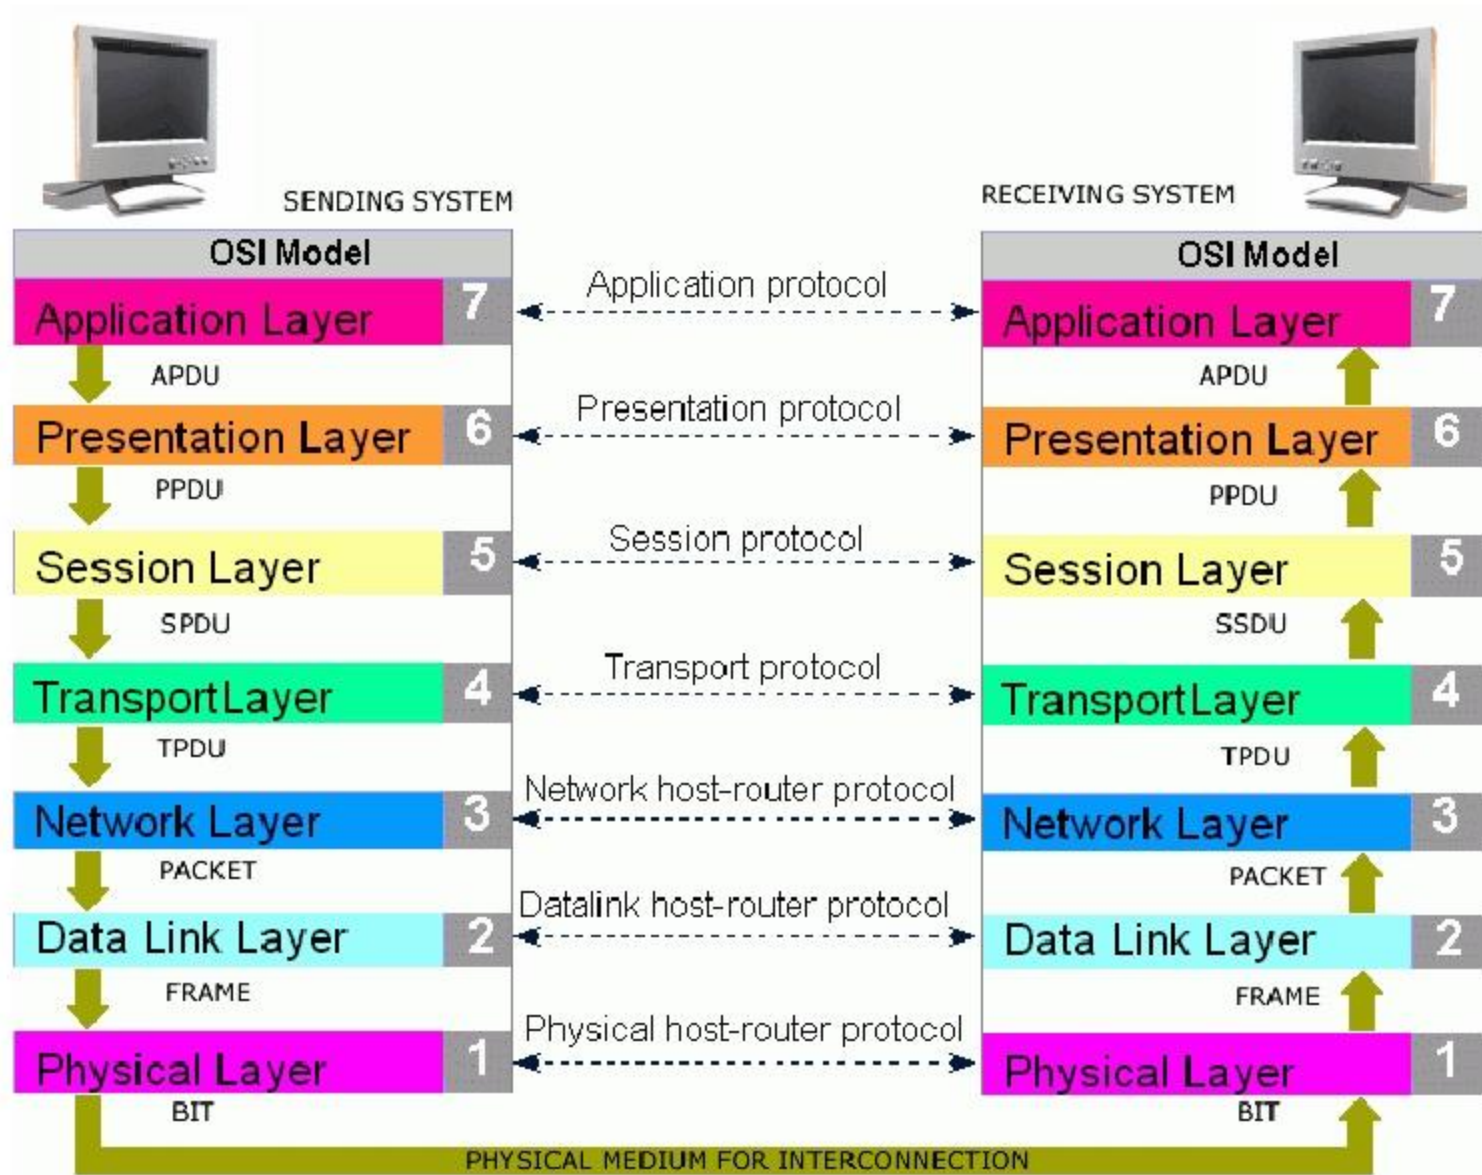 SENDING SYSTEM
RECEIVING SYSTEM
OSI Model
OSI Model
Application Layer 7
Application protocol
Application Layer 7
APDU
APDU
Presentation Layer 6
Presentation protocol
Presentation Layer 6
PPDU
PPDU
Session Layer 5
Session protocol
Session Layer 5
SPDU
SSDU
Transport Layer 4
Transport protocol
Transport Layer 4
TPDU
TPDU
Network Layer 3
Network host-router protocol
Network Layer 3
PACKET
PACKET
Data Link Layer 2
Datalink host-router protocol
Data Link Layer 2
FRAME
FRAME
Physical Layer 1
Physical host-router protocol
Physical Layer 1
BIT
BIT
PHYSICAL MEDIUM FOR INTERCONNECTION